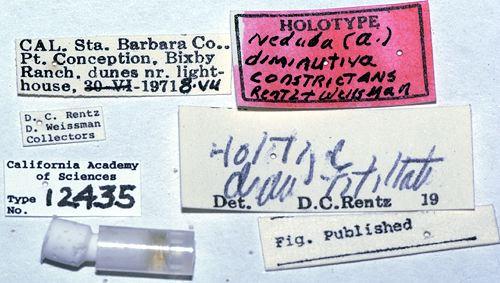 CAL. Sta. Barbara Co..
Pt. Conception, Bixby
Ranch, dunes nr. light-
house, 30-VI-1971 8-VII
D. C. Rentz
D. Weissman
Collectors
California Academy
of Sciences
Type No. 12435
HOLOTYPE
Neduba (A.)
diminutiva
CONSTRICTANS
Rentz + Weissman
Holotype
Det. D.C.Rentz 19
Fig. Published